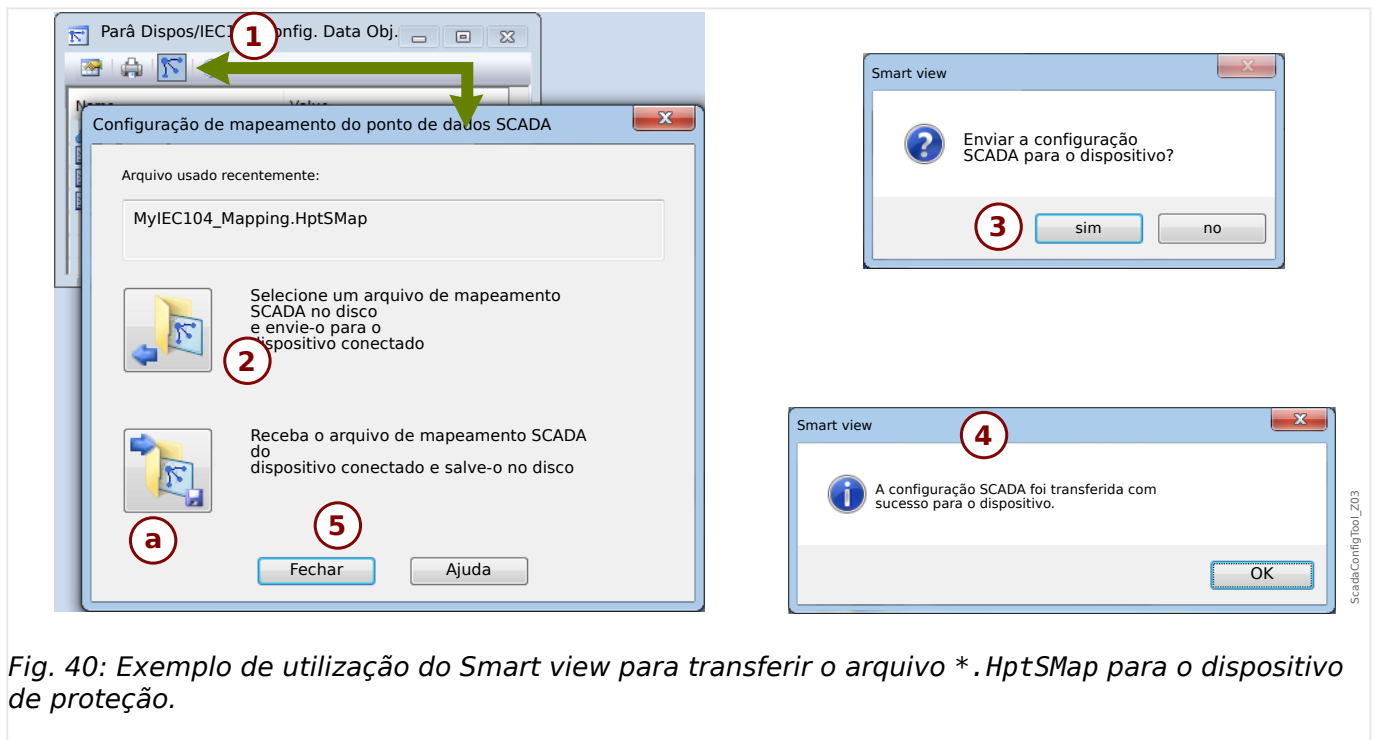 Parâ Dispos/IEC1 onfig. Data Obj.
1
Name Value
Configuração de mapeamento do ponto de dados SCADA
Arquivo usado recentemente:
MyIEC104_Mapping.HptSMap
Selecione um arquivo de mapeamento
SCADA no disco
e envie-o para o
dispositivo conectado
2
Receba o arquivo de mapeamento SCADA
do
dispositivo conectado e salve-o no disco
a
5
Fechar
Ajuda
Smart view
Enviar a configuração
SCADA para o dispositivo?
3
sim
no
Smart view
4
A configuração SCADA foi transferida com
sucesso para o dispositivo.
OK
ScadaConfigTool_Z03
Fig. 40: Exemplo de utilização do Smart view para transferir o arquivo *.HptSMap para o dispositivo
de proteção.